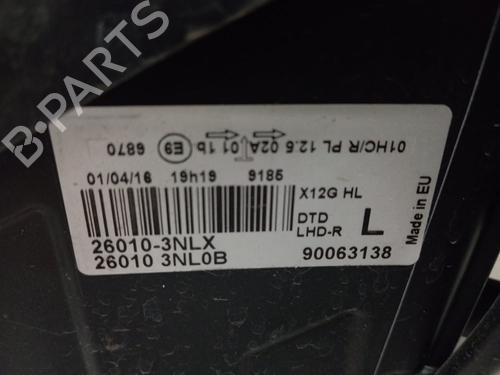 B-PARTS
01HC/R PL 12.5 02A 01 1b E9 6870
01/04/16 19h19 9185
X12G HL
DTD
LHD-R
L
Made in EU
26010-3NLX
26010 3NL0B
90063138